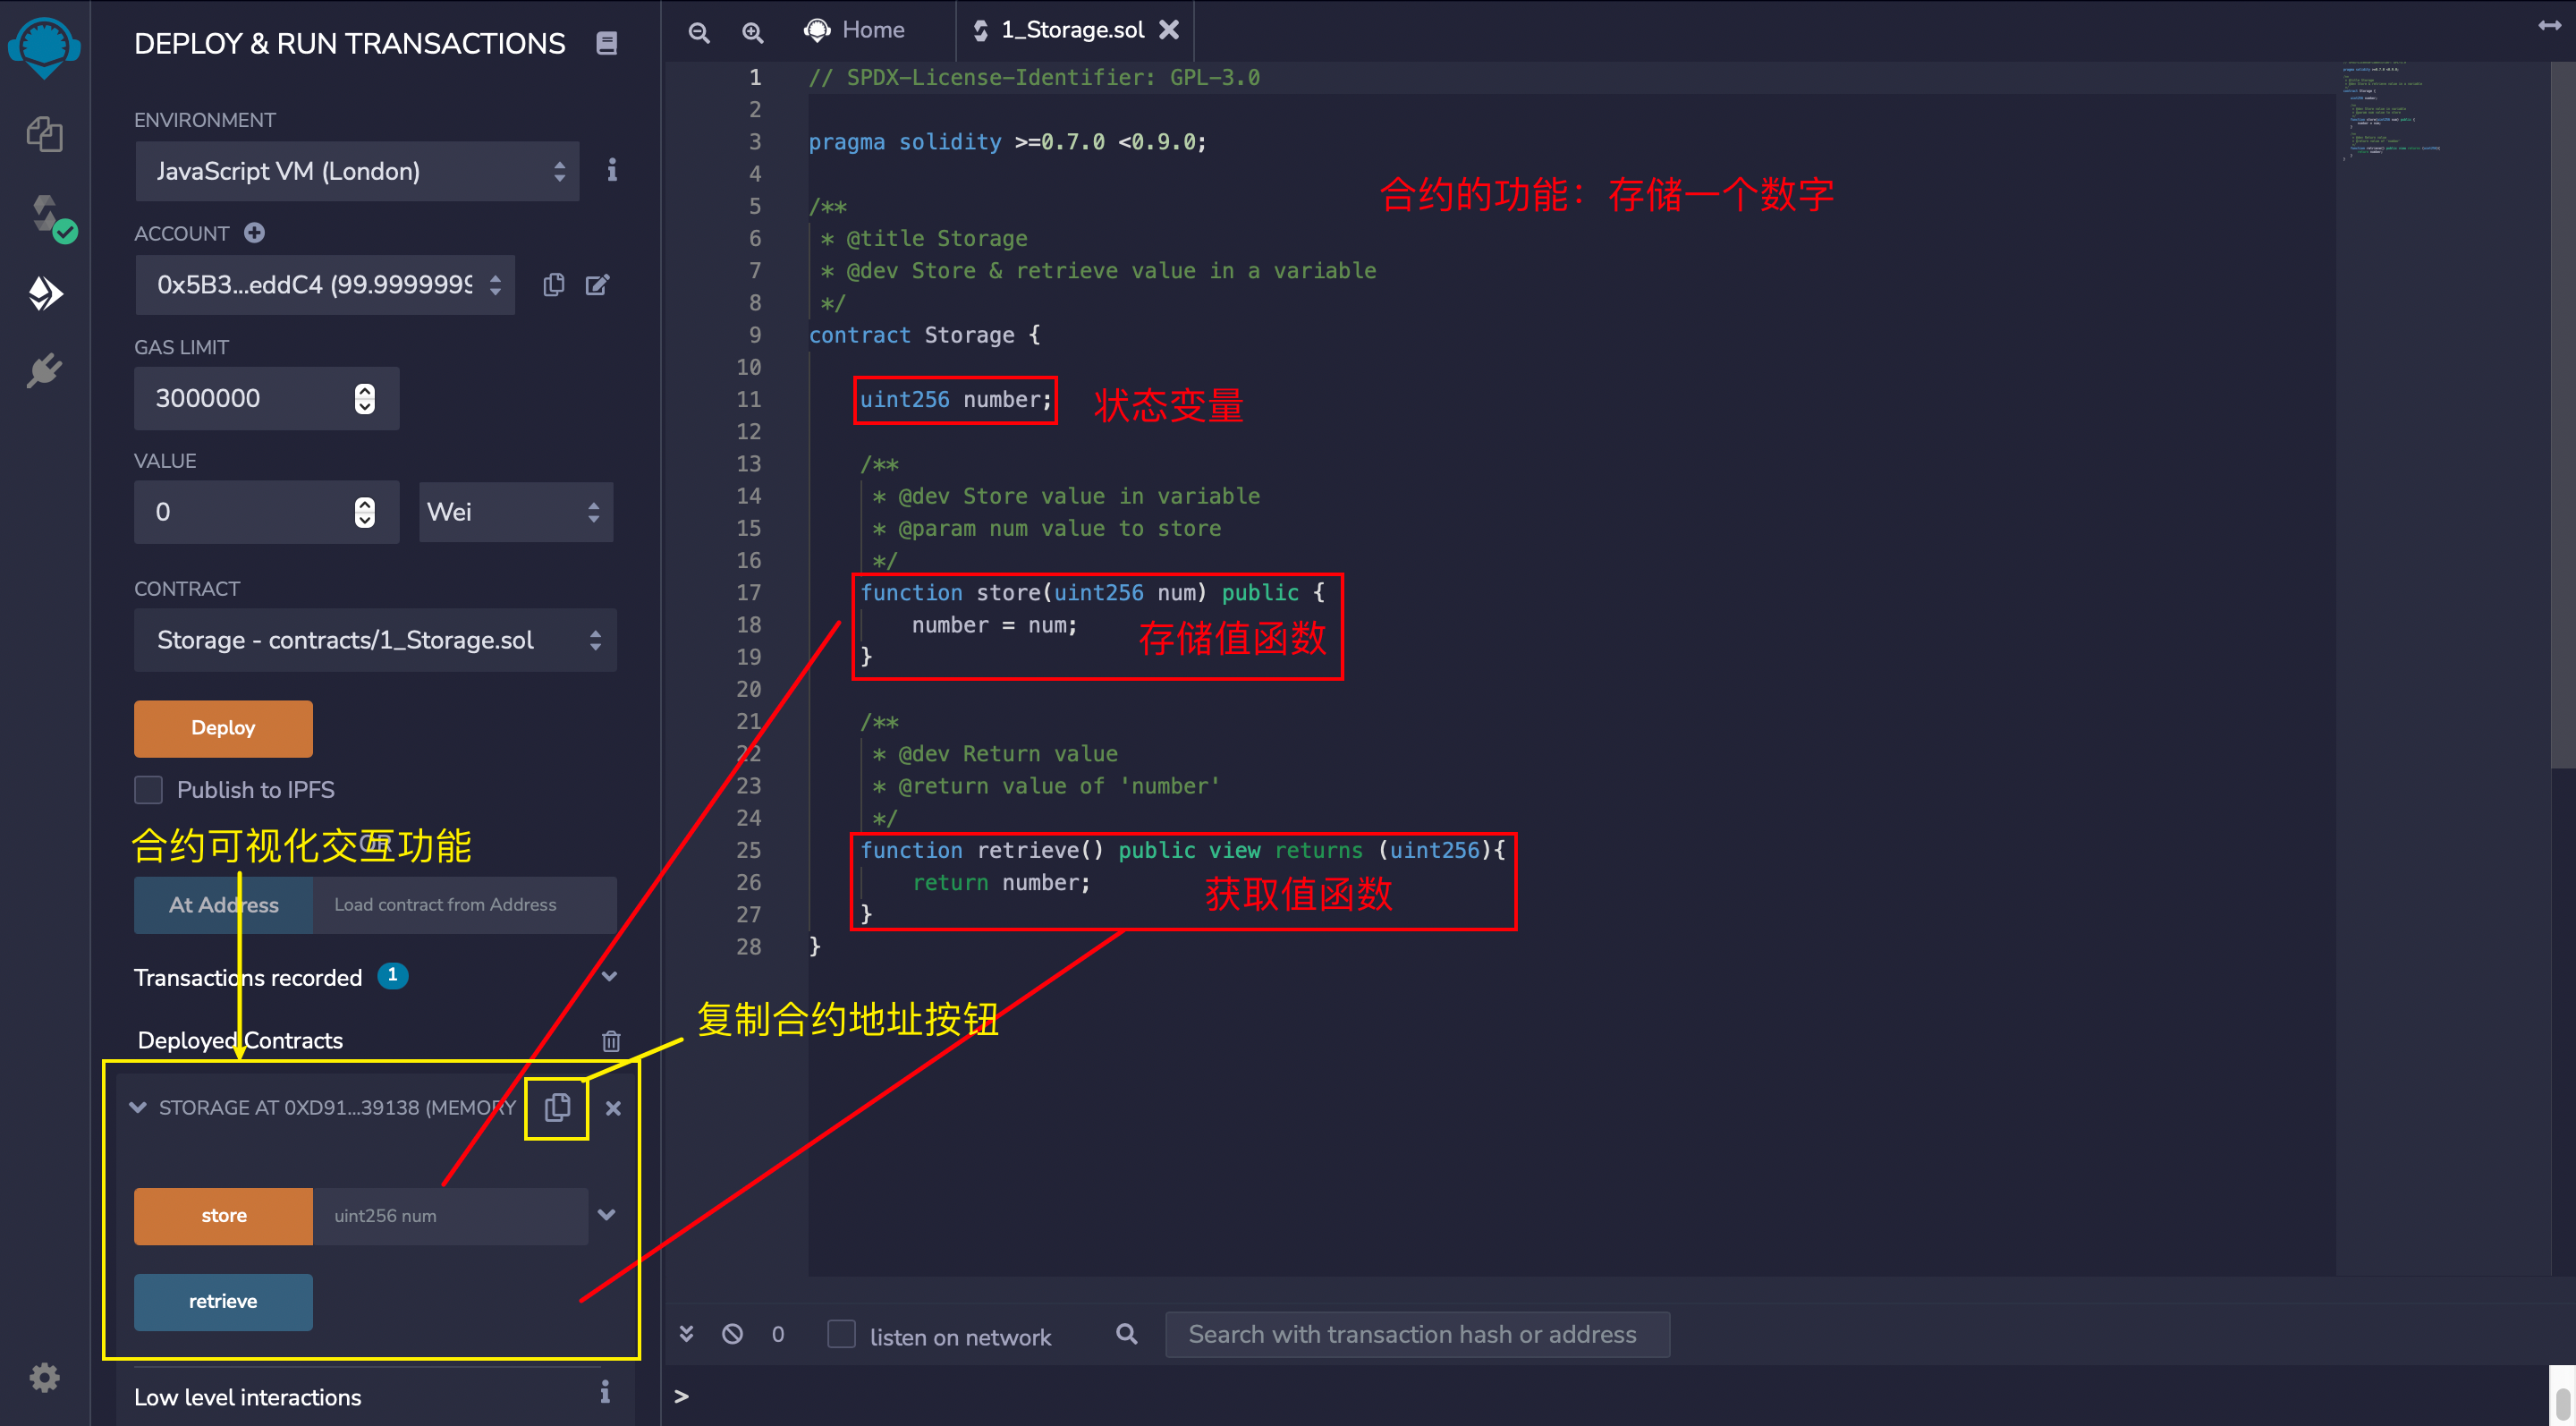 DEPLOY & RUN TRANSACTIONS
ENVIRONMENT
JavaScript VM (London)
ACCOUNT
0x5B3...eddC4 (99.9999999
GAS LIMIT
3000000
VALUE
0
Wei
CONTRACT
Storage - contracts/1_Storage.sol
Deploy
Publish to IPFS
OR
合约可视化交互功能
At Address
Load contract from Address
Transactions recorded 1
Deployed Contracts
STORAGE AT 0XD91...39138 (MEMORY
store
uint256 num
retrieve
Low level interactions
复制合约地址按钮
Home
1_Storage.sol
1 // SPDX-License-Identifier: GPL-3.0
2
3 pragma solidity >=0.7.0 <0.9.0;
4
合约的功能：存储一个数字
5 /**
6 * @title Storage
7 * @dev Store & retrieve value in a variable
8 */
9 contract Storage {
10
11 uint256 number;
状态变量
12
13 /**
14 * @dev Store value in variable
15 * @param num value to store
16 */
17 function store(uint256 num) public {
18 number = num;
存储值函数
19 }
20
21 /**
22 * @dev Return value
23 * @return value of 'number'
24 */
25 function retrieve() public view returns (uint256){
26 return number;
获取值函数
27 }
28 }
0
listen on network
Search with transaction hash or address
>